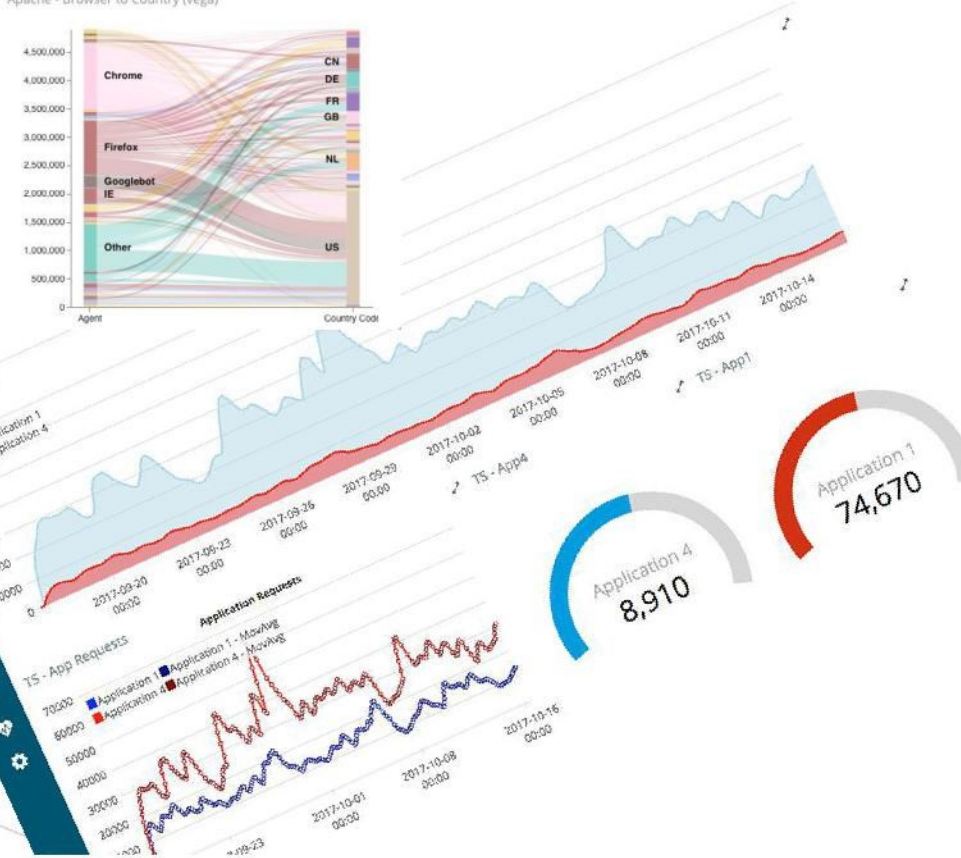 Apache - Browser to Country (Vega)
4,500,000
4,000,000
3,500,000
3,000,000
2,500,000
2,000,000
1,500,000
1,000,000
500,000
0
Chrome
Firefox
Googlebot
IE
Other
CN
DE
FR
GB
NL
US
Agent
Country Code
ication 1
plication 4
0
2017-09-20
00:00
2017-09-23
00:00
2017-09-26
00:00
2017-09-29
00:00
2017-10-02
00:00
2017-10-05
00:00
2017-10-08
00:00
2017-10-11
00:00
2017-10-14
00:00
TS - App4
TS - App1
Application 4
8,910
Application 1
74,670
TS - App Requests
Application Requests
Application 1
Application 1 - MovAvg
Application 4
Application 4 - MovAvg
70000
60000
50000
40000
30000
20000
2017-10-01
00:00
2017-10-08
00:00
2017-10-16
00:00